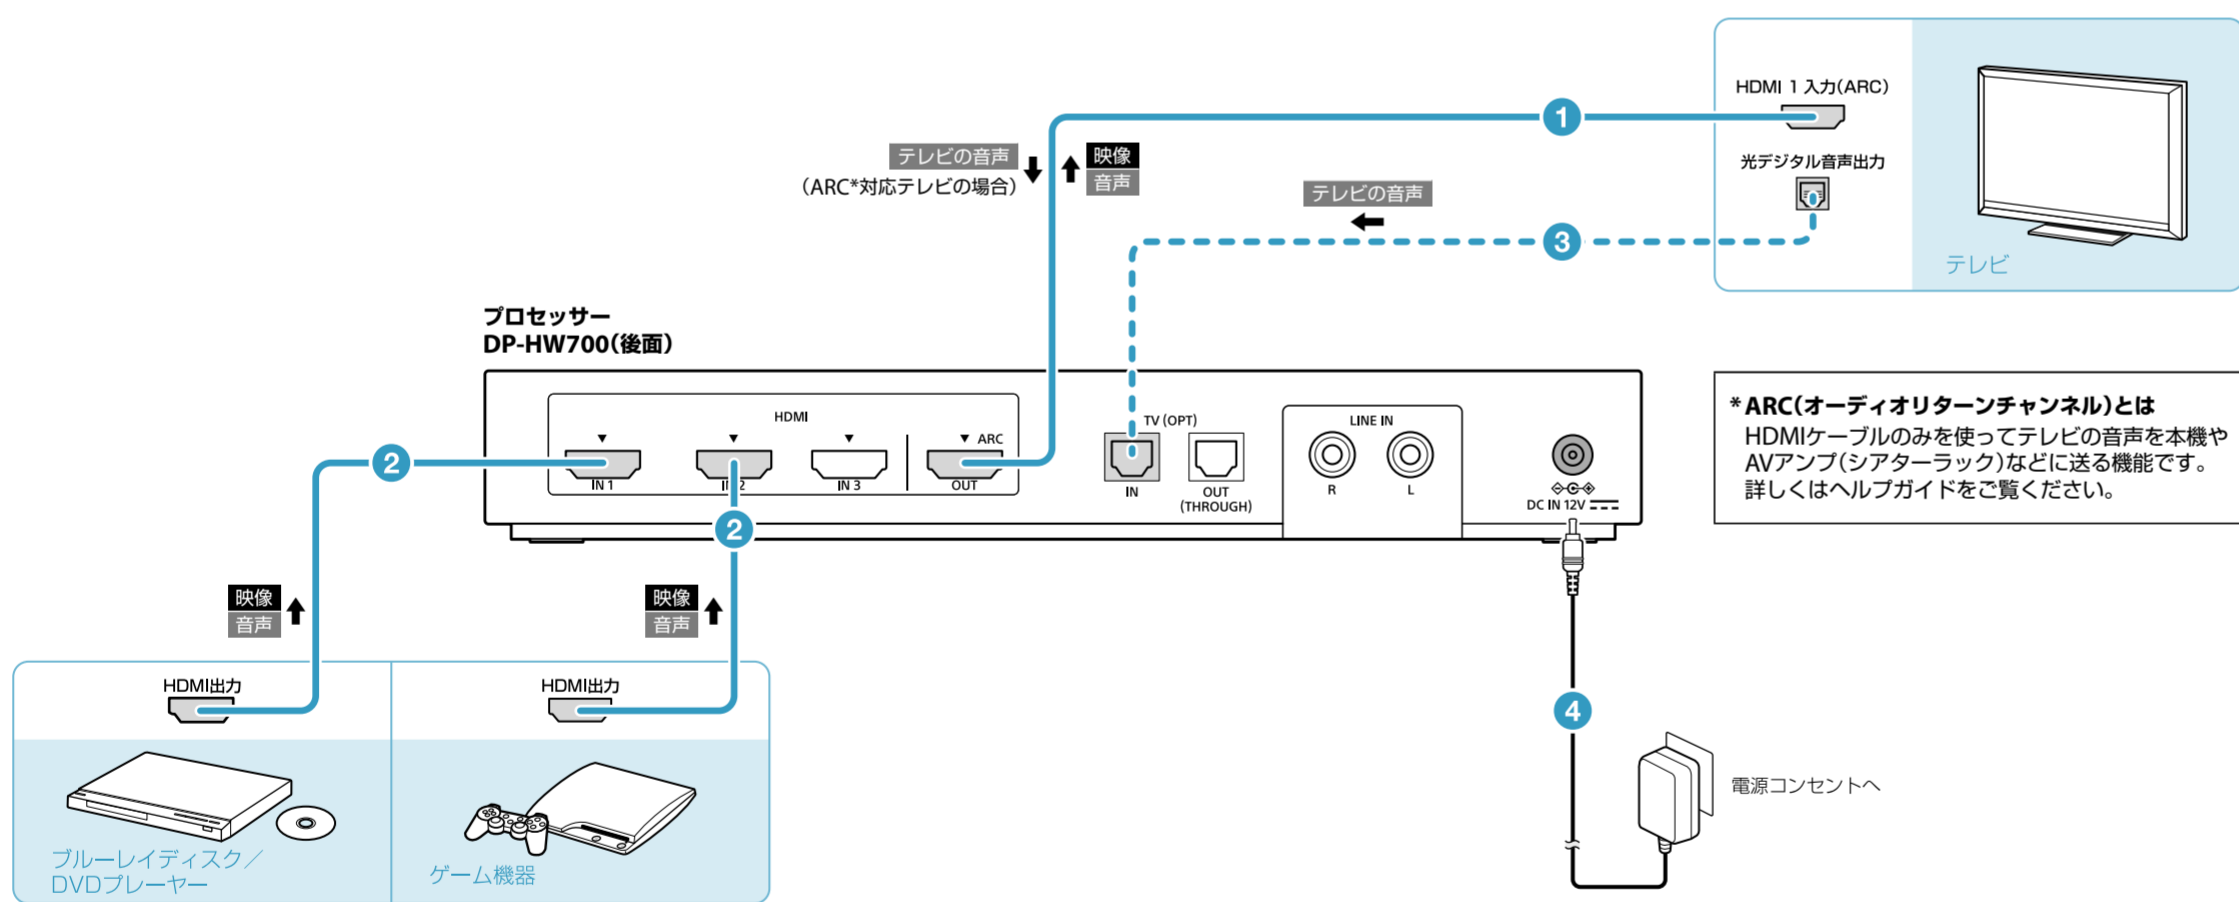 HDMI 1 入力(ARC)
光デジタル音声出力
テレビ
1
テレビの音声
(ARC*対応テレビの場合)
映像
音声
テレビの音声
3
プロセッサー
DP-HW700(後面)
HDMI
ARC
IN 1
IN 2
IN 3
OUT
TV (OPT)
IN
OUT
(THROUGH)
LINE IN
R
L
DC IN 12V
*ARC(オーディオリターンチャンネル)とは
HDMIケーブルのみを使ってテレビの音声を本機や
AVアンプ(シアターラック)などに送る機能です。
詳しくはヘルプガイドをご覧ください。
2
2
映像
音声
映像
音声
HDMI出力
HDMI出力
ブルーレイディスク/
DVDプレーヤー
ゲーム機器
4
電源コンセントへ